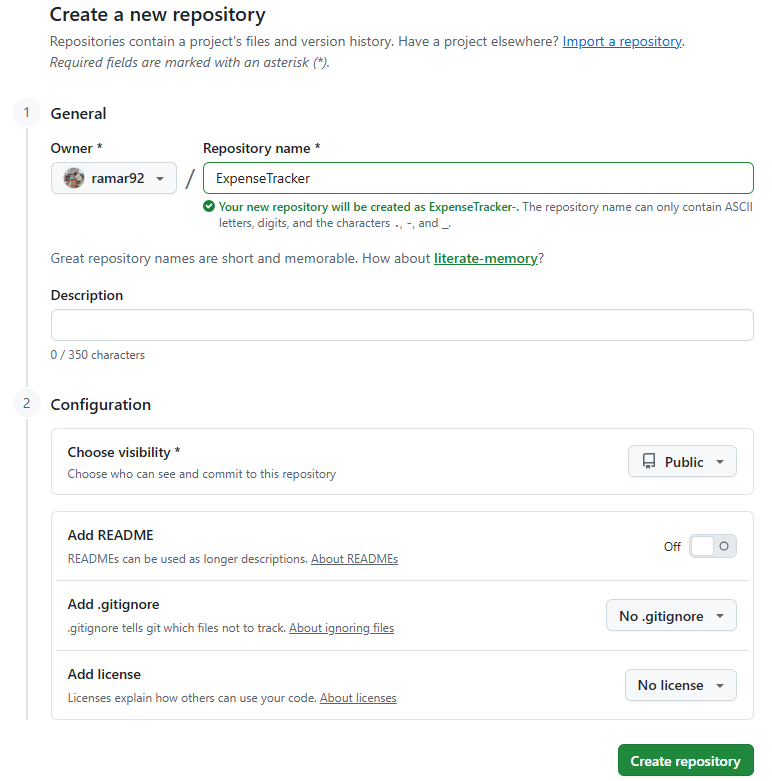 Create a new repository
Repositories contain a project's files and version history. Have a project elsewhere? Import a repository.
Required fields are marked with an asterisk (*).
1
General
Owner *
Repository name *
ramar92
/
ExpenseTracker
Your new repository will be created as ExpenseTracker-. The repository name can only contain ASCII
letters, digits, and the characters ., -, and _.
Great repository names are short and memorable. How about literate-memory?
Description
0 / 350 characters
2
Configuration
Choose visibility *
Choose who can see and commit to this repository
Public
Add README
READMEs can be used as longer descriptions. About READMEs
Off
Add .gitignore
.gitignore tells git which files not to track. About ignoring files
No .gitignore
Add license
Licenses explain how others can use your code. About licenses
No license
Create repository